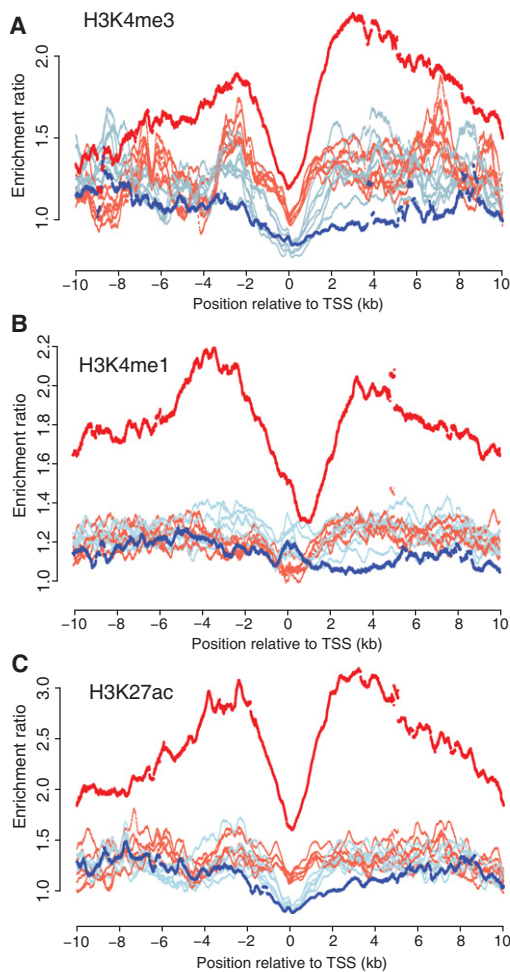 A
H3K4me3
Enrichment ratio
2.0
1.5
1.0
−10 −8 −6 −4 −2 0 2 4 6 8 10
Position relative to TSS (kb)
B
H3K4me1
Enrichment ratio
2.2
2.0
1.8
1.6
1.4
1.2
1.0
−10 −8 −6 −4 −2 0 2 4 6 8 10
Position relative to TSS (kb)
C
H3K27ac
Enrichment ratio
3.0
2.5
2.0
1.5
1.0
−10 −8 −6 −4 −2 0 2 4 6 8 10
Position relative to TSS (kb)